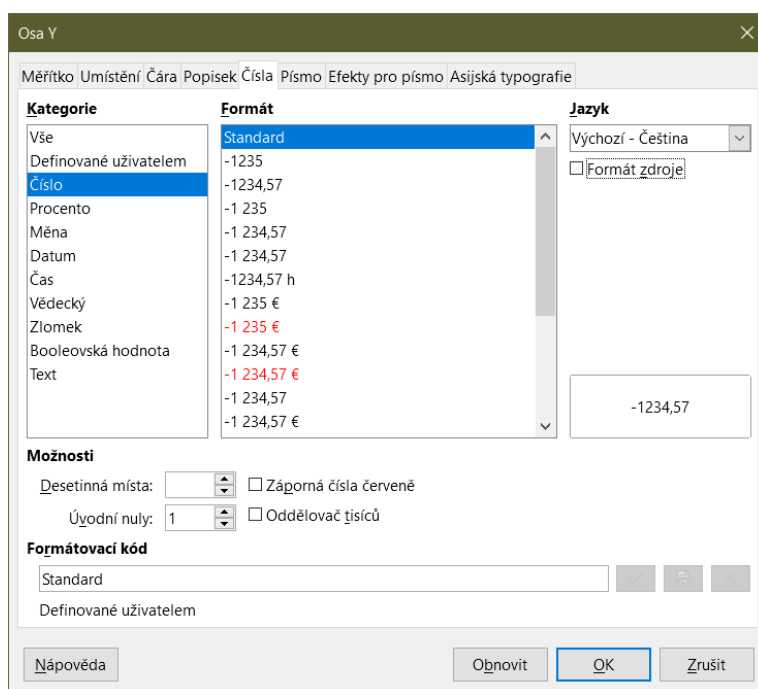 Osa Y
Měřítko Umístění Čára Popisek Čísla Písmo Efekty pro písmo Asijská typografie
Kategorie
Vše
Definované uživatelem
Číslo
Procento
Měna
Datum
Čas
Vědecký
Zlomek
Booleovská hodnota
Text
Formát
Standard
-1235
-1234,57
-1 235
-1 234,57
-1 234,57
-1234,57 h
-1 235 €
-1 235 €
-1 234,57 €
-1 234,57 €
-1 234,57
-1 234,57 €
Jazyk
Výchozí - Čeština
Formát zdroje
-1234,57
Možnosti
Desetinná místa:
Záporná čísla červeně
Úvodní nuly: 1
Oddělovač tisíců
Formátovací kód
Standard
Definované uživatelem
Nápověda Obnovit OK Zrušit